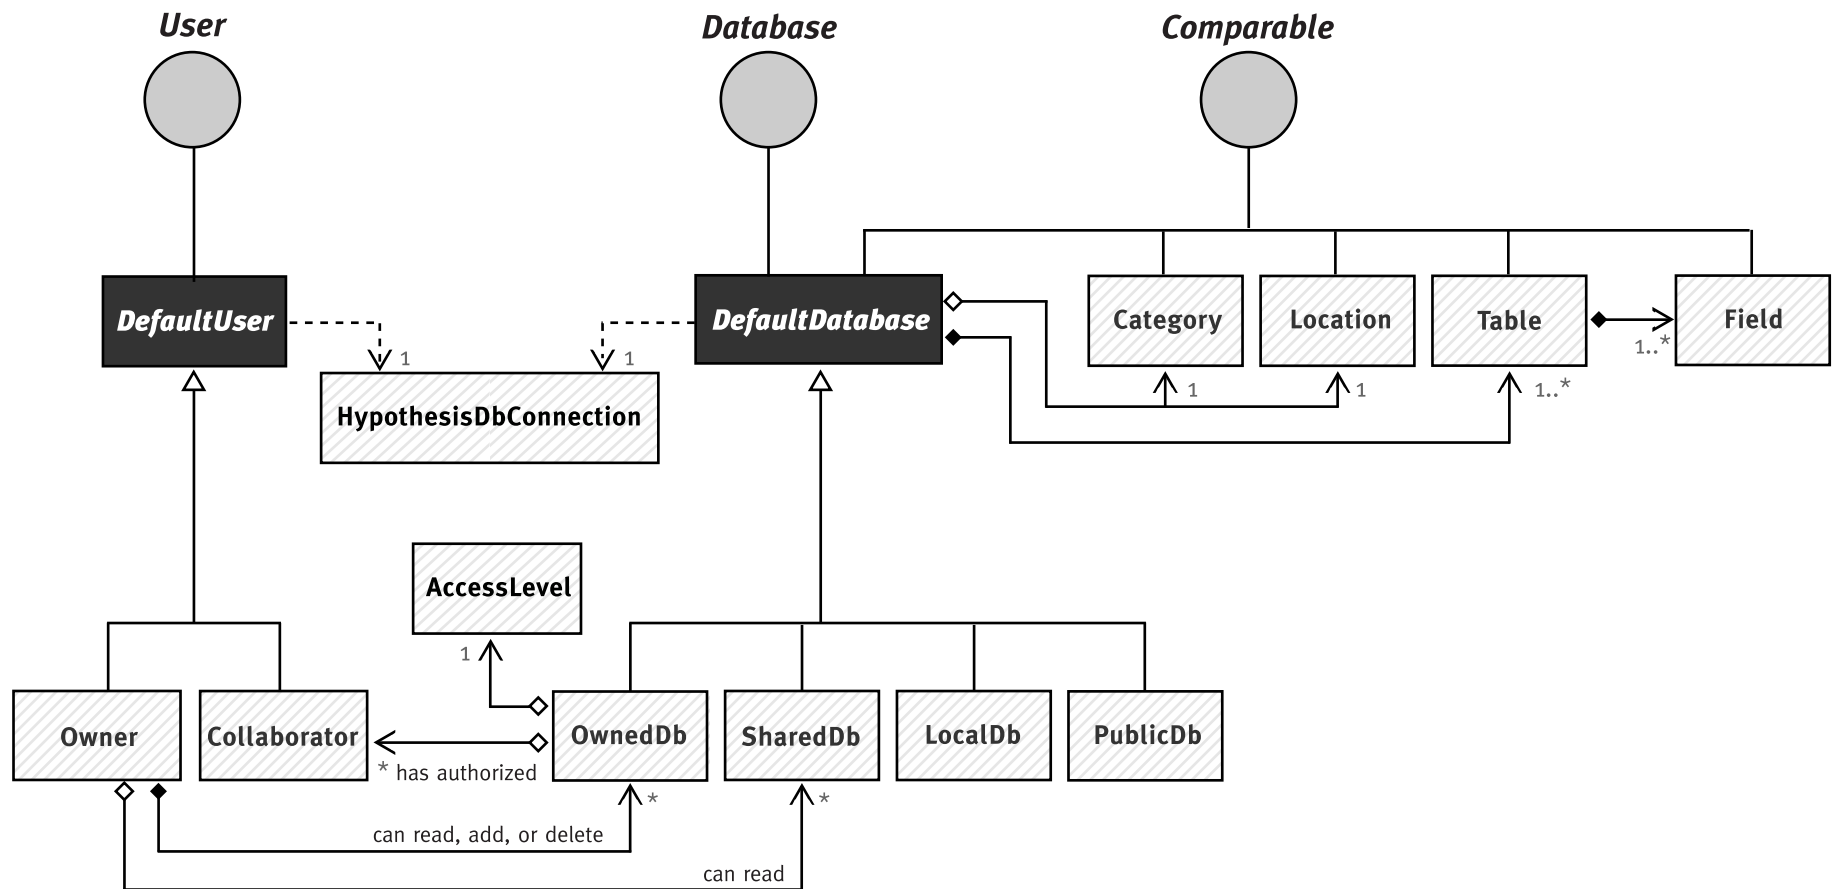 User
Database
Comparable
DefaultUser
DefaultDatabase
Category
Location
Table
Field
1..*
1
1
HypothesisDbConnection
1
1
1..*
AccessLevel
1
Owner
Collaborator
OwnedDb
SharedDb
LocalDb
PublicDb
* has authorized
*
*
can read, add, or delete
can read